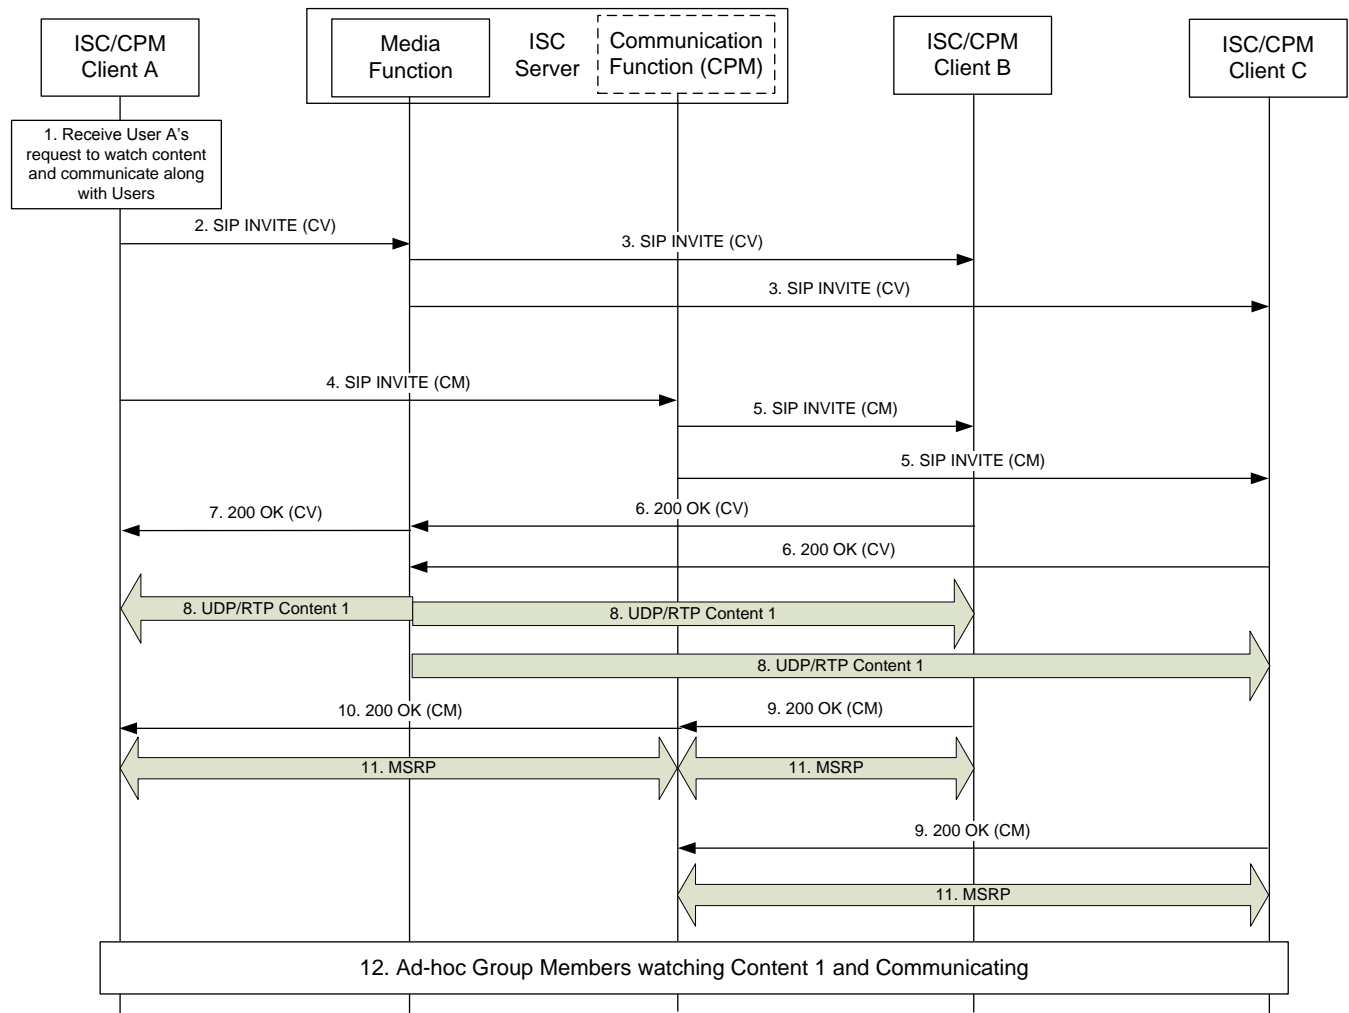 ISC/CPM
Client A
Media
Function
ISC
Server
Communication
Function (CPM)
ISC/CPM
Client B
ISC/CPM
Client C
1. Receive User A's
request to watch content
and communicate along
with Users
2. SIP INVITE (CV)
3. SIP INVITE (CV)
3. SIP INVITE (CV)
4. SIP INVITE (CM)
5. SIP INVITE (CM)
5. SIP INVITE (CM)
7. 200 OK (CV)
6. 200 OK (CV)
6. 200 OK (CV)
8. UDP/RTP Content 1
8. UDP/RTP Content 1
8. UDP/RTP Content 1
10. 200 OK (CM)
9. 200 OK (CM)
11. MSRP
11. MSRP
9. 200 OK (CM)
11. MSRP
12. Ad-hoc Group Members watching Content 1 and Communicating